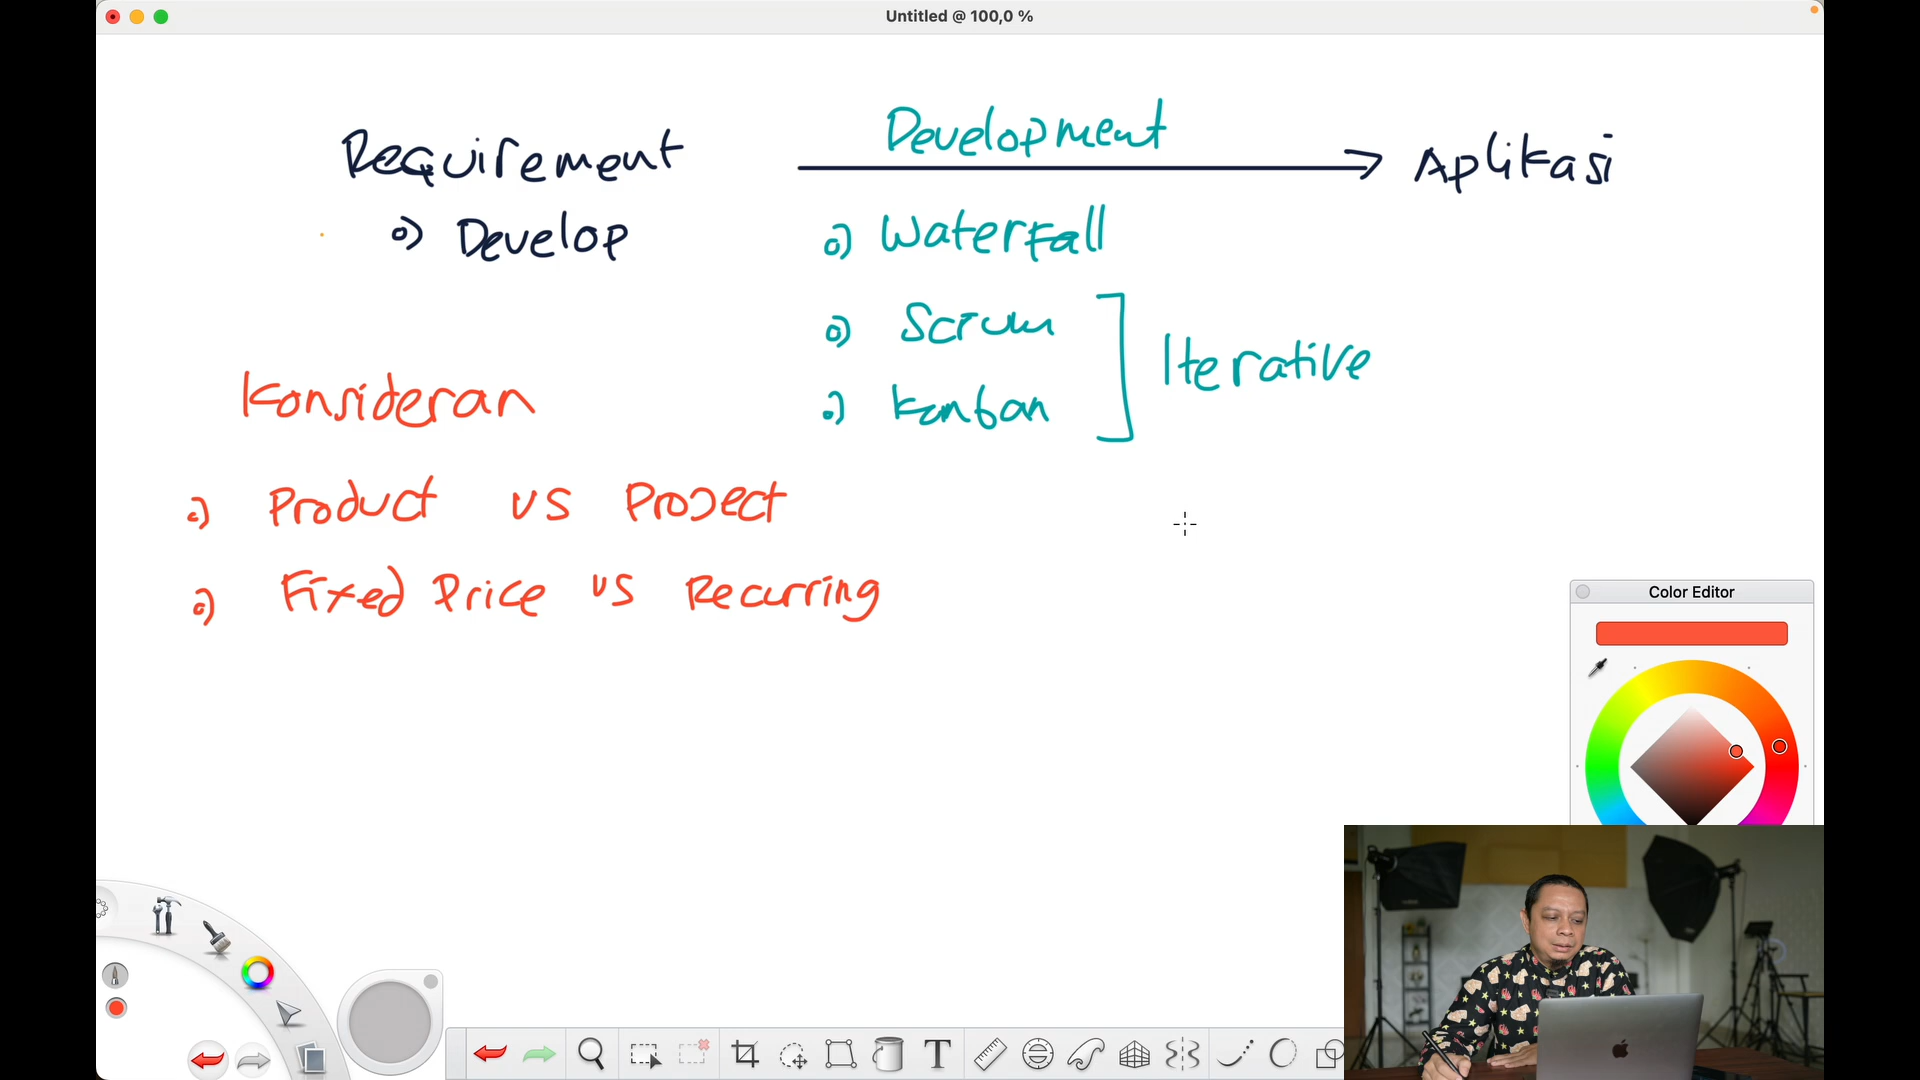 Untitled @ 100,0 %
Development
Requirement
Aplikasi
o) Develop
o) Waterfall
o) Scrum
Iterative
o) Kanban
Konsideran
o) Product vs Project
o) Fixed Price vs Recurring
Color Editor
T